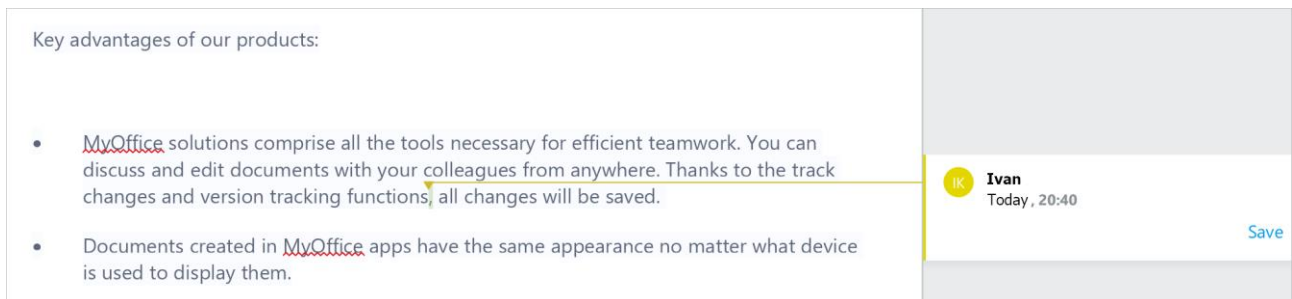 Key advantages of our products:
• MyOffice solutions comprise all the tools necessary for efficient teamwork. You can
discuss and edit documents with your colleagues from anywhere. Thanks to the track
changes and version tracking functions, all changes will be saved.
IK
Ivan
Today, 20:40
Save
• Documents created in MyOffice apps have the same appearance no matter what device
is used to display them.